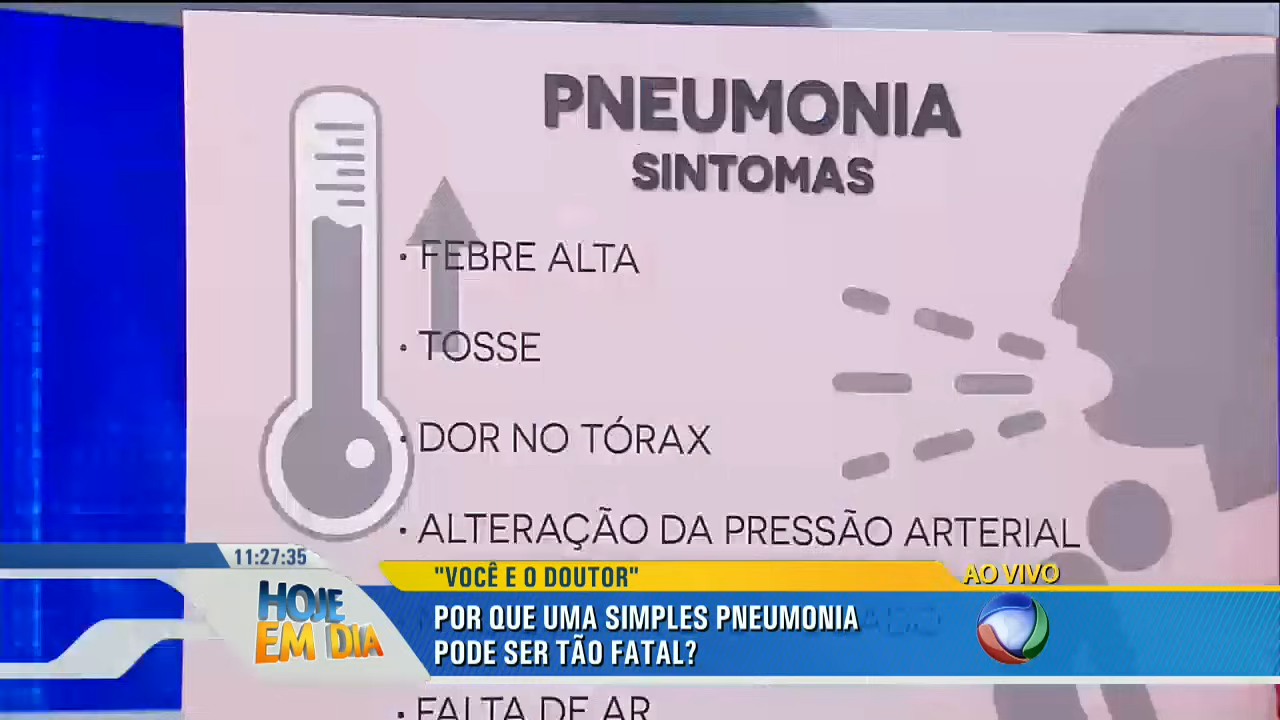 PNEUMONIA
SINTOMAS
· FEBRE ALTA
· TOSSE
· DOR NO TÓRAX
· ALTERAÇÃO DA PRESSÃO ARTERIAL
11:27:35
HOJE
EM DIA
"VOCÊ E O DOUTOR"
AO VIVO
POR QUE UMA SIMPLES PNEUMONIA
PODE SER TÃO FATAL?
· FALTA DE AR